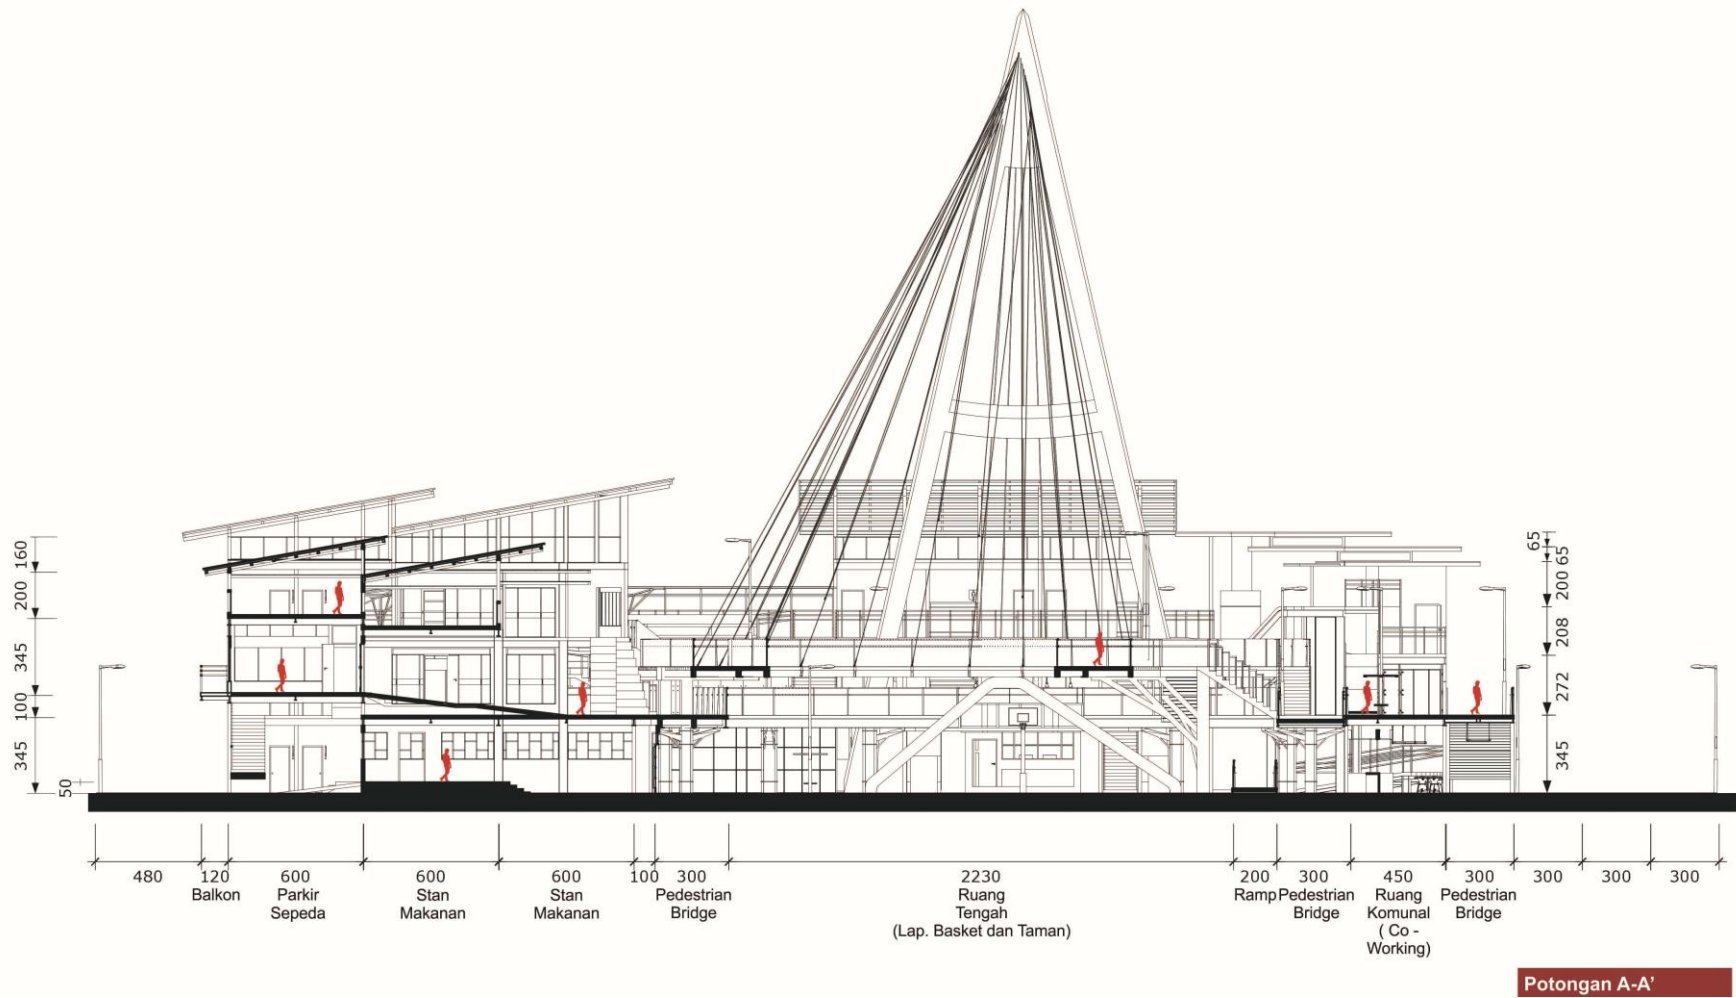 160
200
345
100
345
50
65
65
200
208
272
345
480 120 600 600 600 100 300 2230 200 300 450 300 300 300 300
Balkon
Parkir
Sepeda
Stan
Makanan
Stan
Makanan
Pedestrian
Bridge
Ruang
Tengah
(Lap. Basket dan Taman)
Ramp
Pedestrian
Bridge
Ruang
Komunal
( Co -
Working)
Pedestrian
Bridge
Potongan A-A'